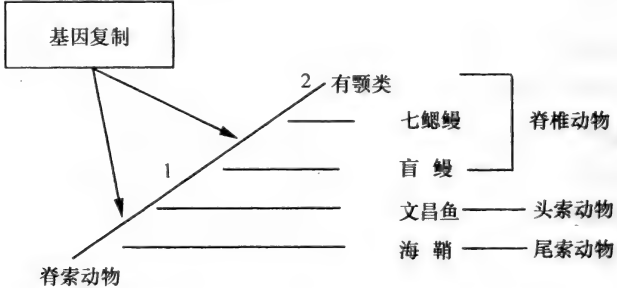 基因复制
2 有颚类
七鳃鳗 脊椎动物
1
盲 鳗
文昌鱼 头索动物
海 鞘 尾索动物
脊索动物